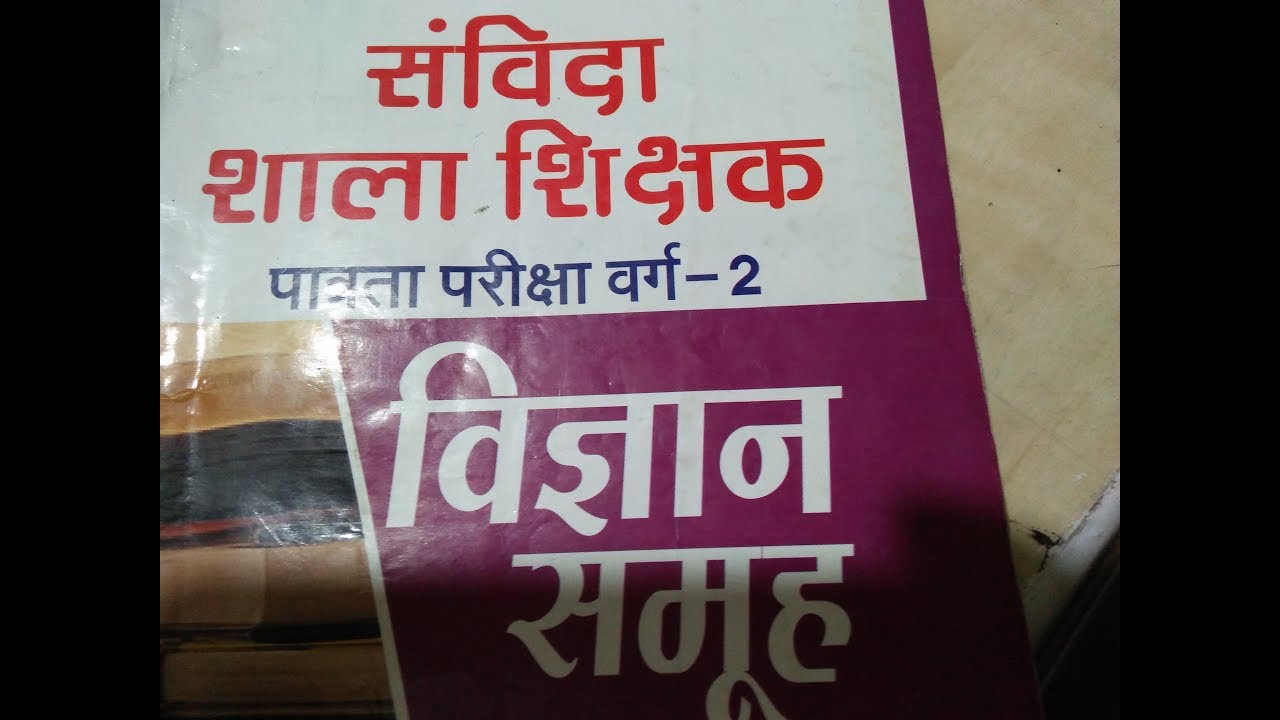 संविदा
शाला शिक्षक
पात्रता परीक्षा वर्ग-2
विज्ञान
समूह